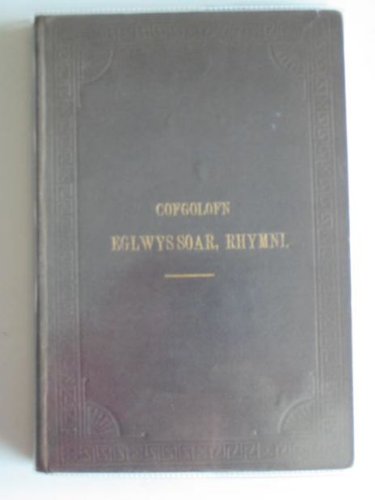 COFGOLOFN
EGLWYS SOAR, RHYMNI.